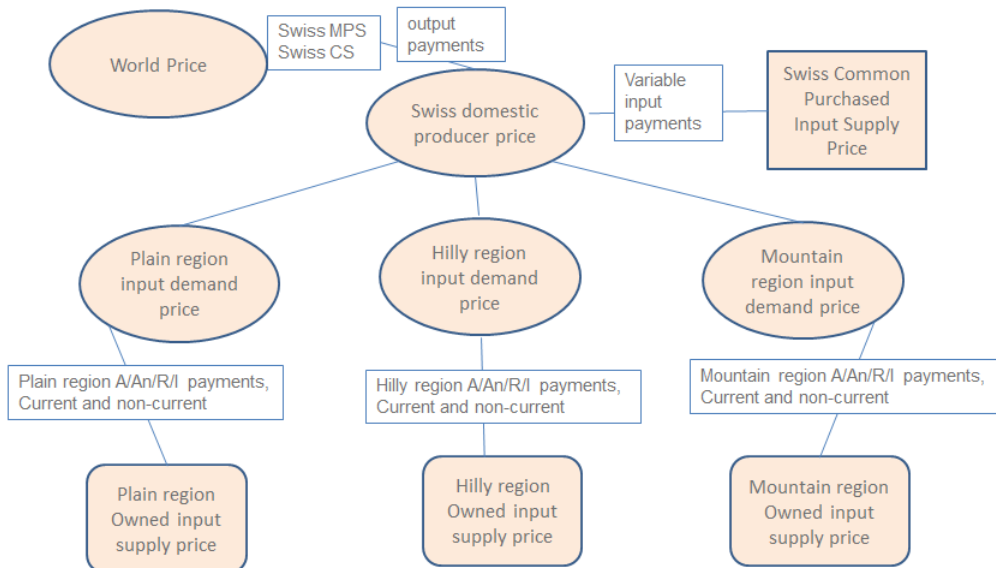 World Price
Swiss MPS
Swiss CS
output
payments
Swiss domestic
producer price
Variable
input
payments
Swiss Common
Purchased
Input Supply
Price
Plain region
input demand
price
Hilly region
input demand
price
Mountain
region input
demand price
Plain region A/An/R/I payments,
Current and non-current
Hilly region A/An/R/I payments,
Current and non-current
Mountain region A/An/R/I payments,
Current and non-current
Plain region
Owned input
supply price
Hilly region
Owned input
supply price
Mountain region
Owned input
supply price